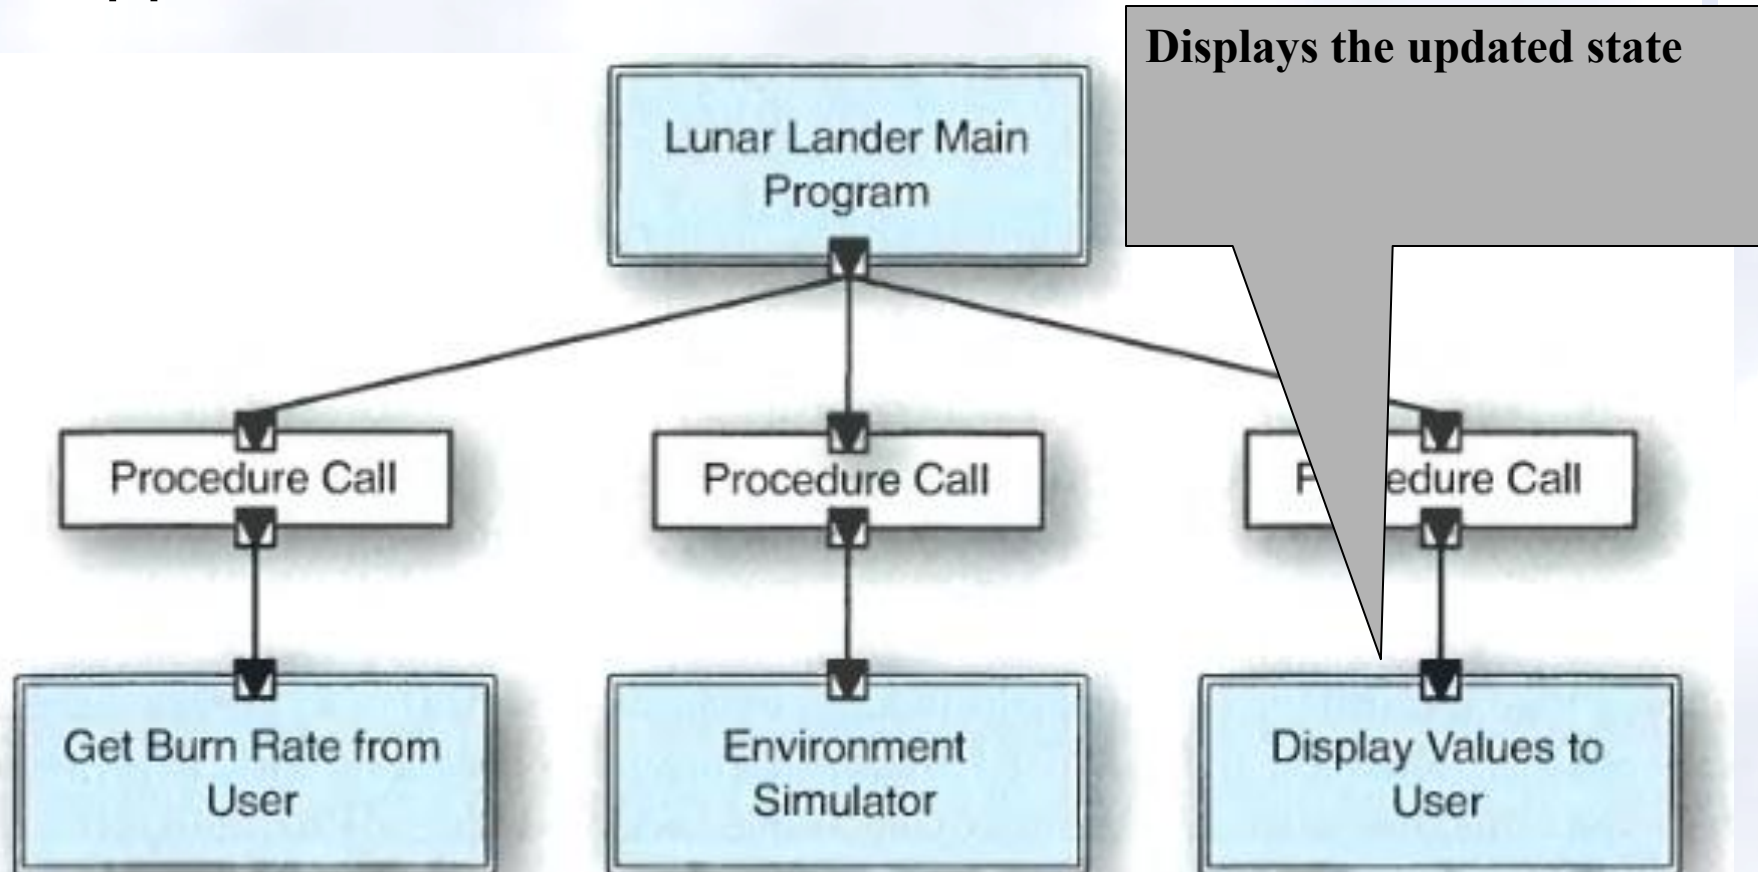 Displays the updated state
Lunar Lander Main
Program
Procedure Call
Procedure Call
edure Call
Get Burn Rate from
User
Environment
Simulator
Display Values to
User